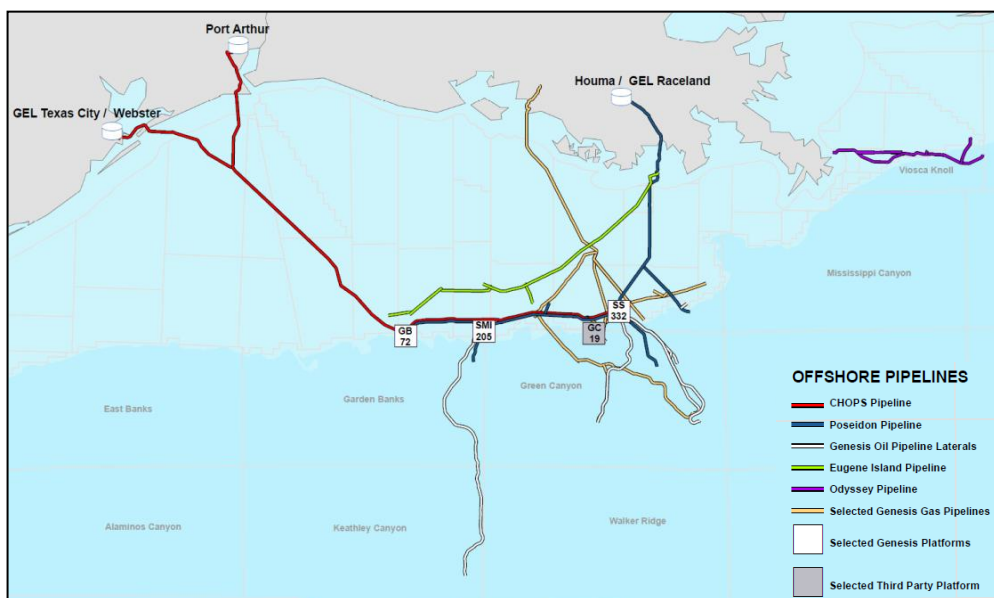 Port Arthur
Houma / GEL Raceland
GEL Texas City / Webster
Viosca Knoll
Mississippi Canyon
SS
332
GB
72
SMI
205
GC
19
OFFSHORE PIPELINES
Green Canyon
Garden Banks
East Banks
CHOPS Pipeline
Poseidon Pipeline
Genesis Oil Pipeline Laterals
Eugene Island Pipeline
Odyssey Pipeline
Selected Genesis Gas Pipelines
Alaminos Canyon
Keathley Canyon
Walker Ridge
Selected Genesis Platforms
Selected Third Party Platform